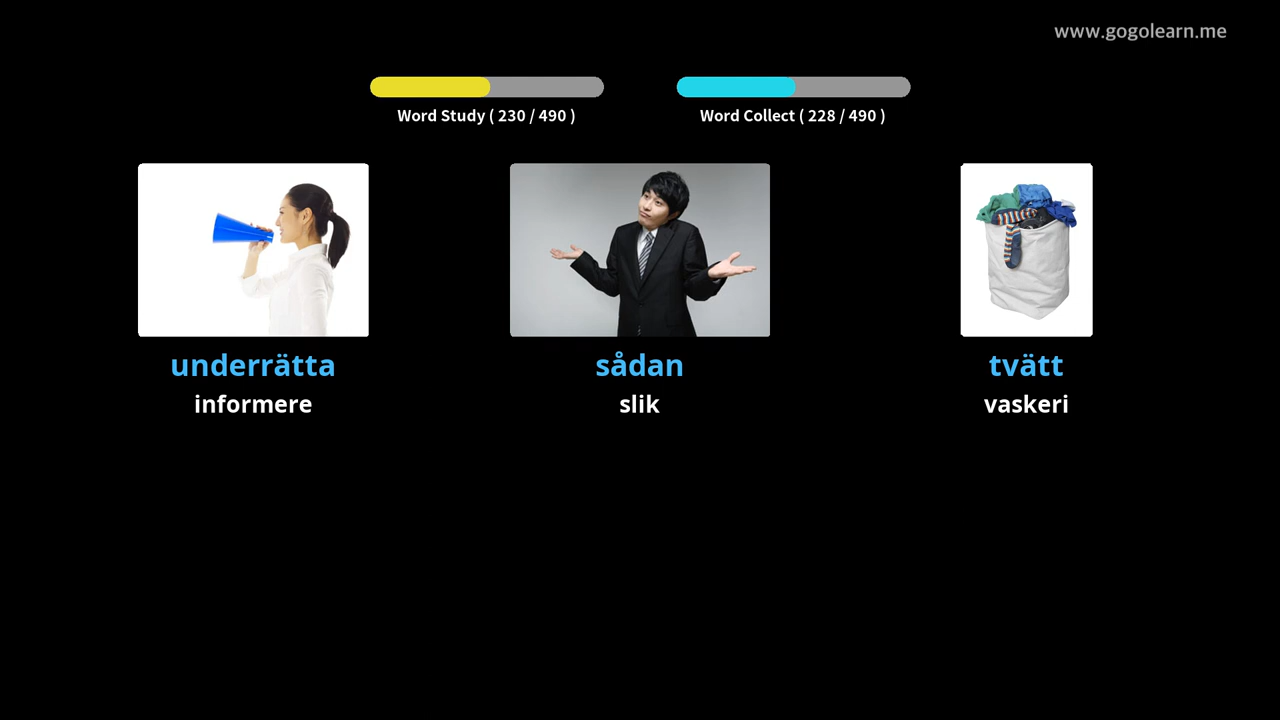 www.gogolearn.me
Word Study ( 230 / 490 )
Word Collect ( 228 / 490 )
underrätta
sådan
tvätt
informere
slik
vaskeri